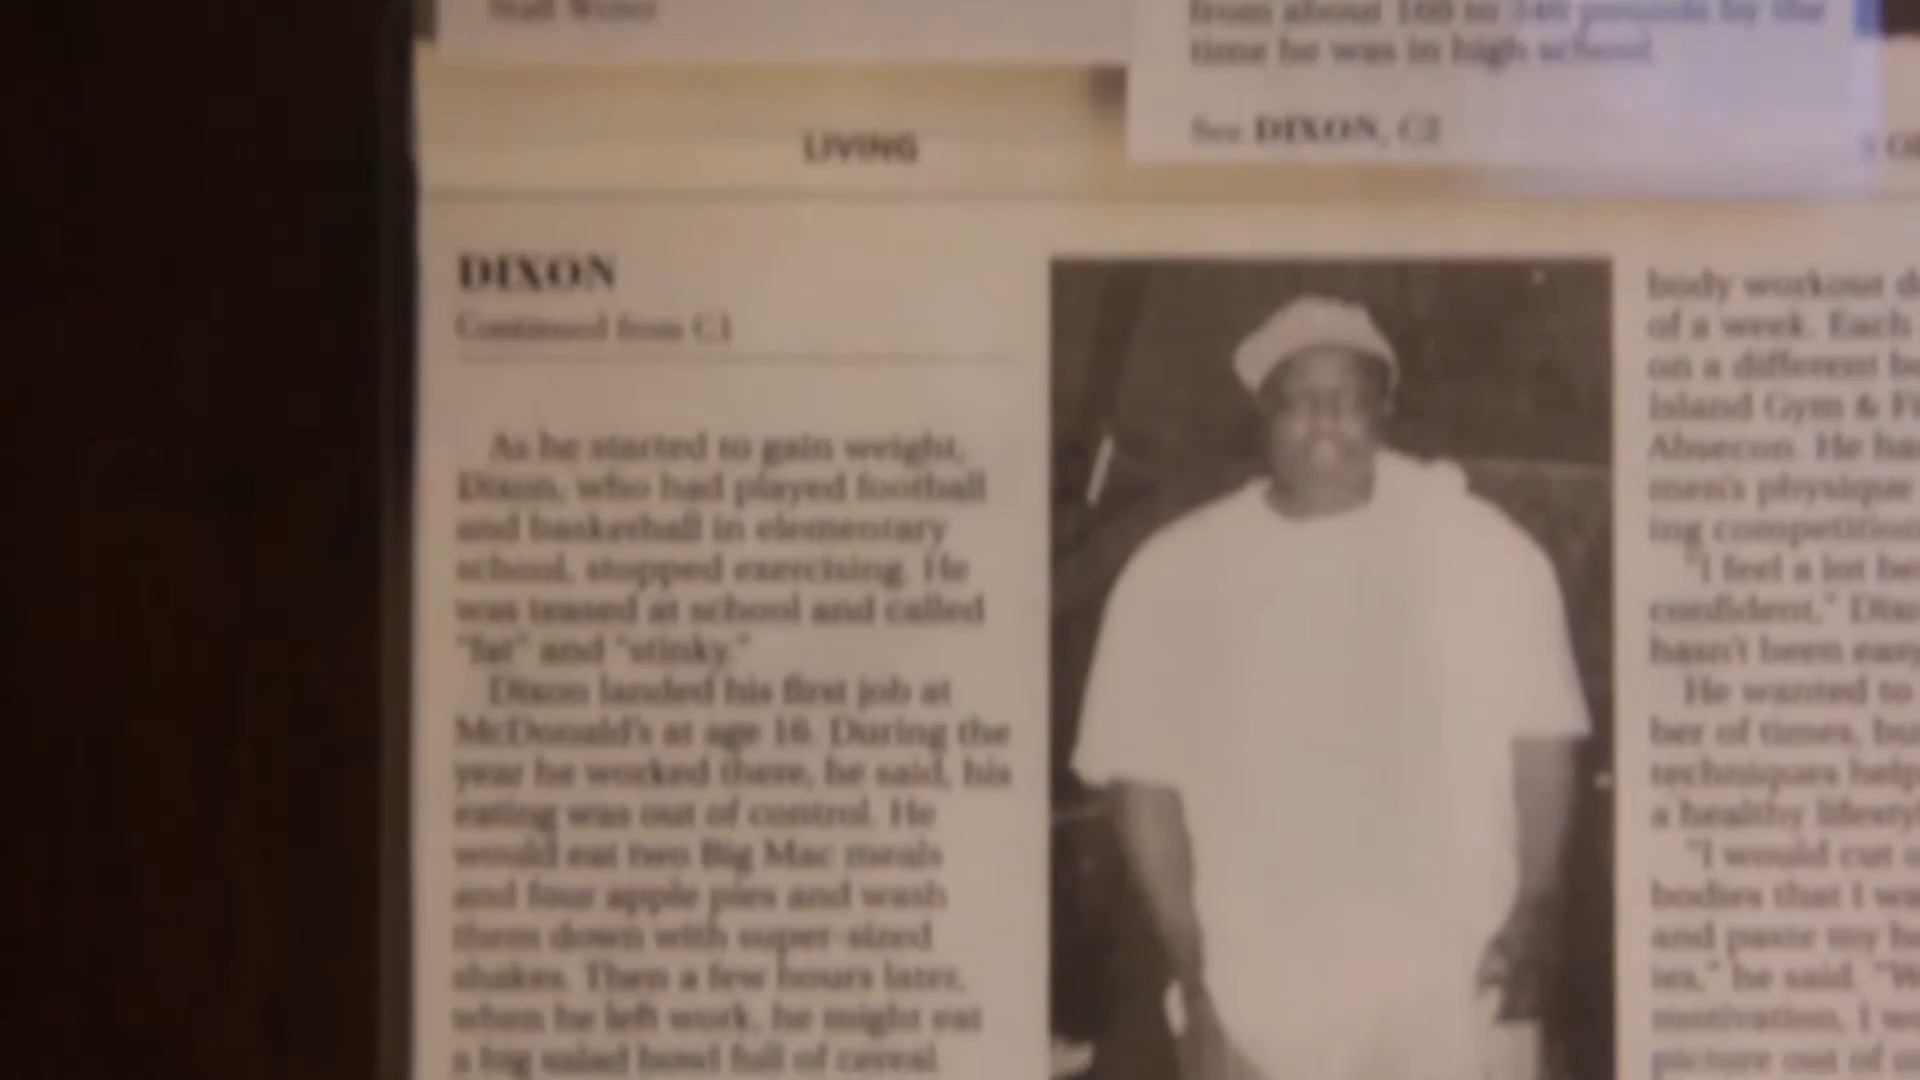 Staff Writer
from about 160 to 340 pounds by the
time he was in high school.
See DIXON, C2
LIVING
DIXON
Continued from C1
As he started to gain weight,
Dixon, who had played football
and basketball in elementary
school, stopped exercising. He
was teased at school and called
"fat" and "stinky."
Dixon landed his first job at
McDonald's at age 16. During the
year he worked there, he said, his
eating was out of control. He
would eat two Big Mac meals
and four apple pies and wash
them down with super-sized
shakes. Then a few hours later,
when he left work, he might eat
a big salad bowl full of cereal
body workout
of a week. Each
on a different
Island Gym &
Absecon. He
men's physique
ing competition
"I feel a lot
confident,"
hasn't been easy
He wanted to
ber of times,
techniques
a healthy
"I would cut
bodies that I
and paste my
ies," he said.
motivation, I
picture out of